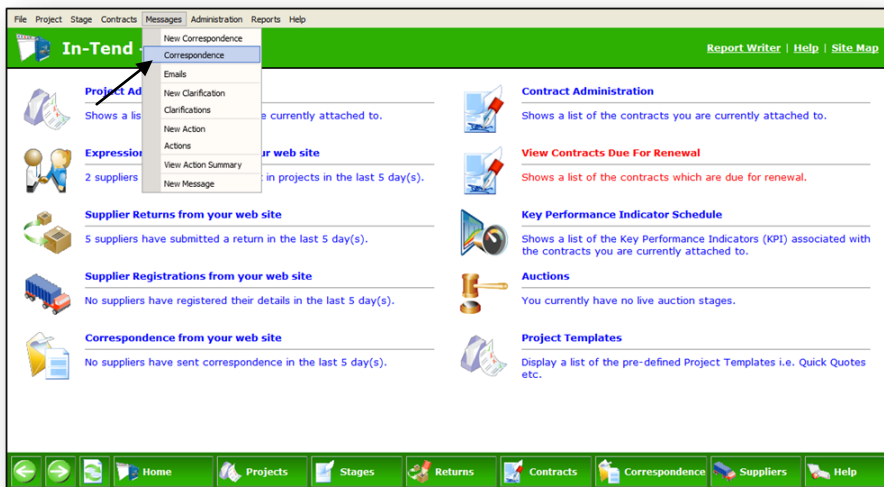 File Project Stage Contracts Messages Administration Reports Help
New Correspondence
Correspondence
Emails
New Clarification
Clarifications
New Action
Actions
View Action Summary
New Message
In-Tend -
Report Writer | Help | Site Map
Project Ad
Shows a lis e currently attached to.
Expression ur web site
2 suppliers t in projects in the last 5 day(s).
Supplier Returns from your web site
5 suppliers have submitted a return in the last 5 day(s).
Supplier Registrations from your web site
No suppliers have registered their details in the last 5 day(s).
Correspondence from your web site
No suppliers have sent correspondence in the last 5 day(s).
Contract Administration
Shows a list of the contracts you are currently attached to.
View Contracts Due For Renewal
Shows a list of the contracts which are due for renewal.
Key Performance Indicator Schedule
Shows a list of the Key Performance Indicators (KPI) associated with
the contracts you are currently attached to.
Auctions
You currently have no live auction stages.
Project Templates
Display a list of the pre-defined Project Templates i.e. Quick Quotes
etc.
Home Projects Stages Returns Contracts Correspondence Suppliers Help